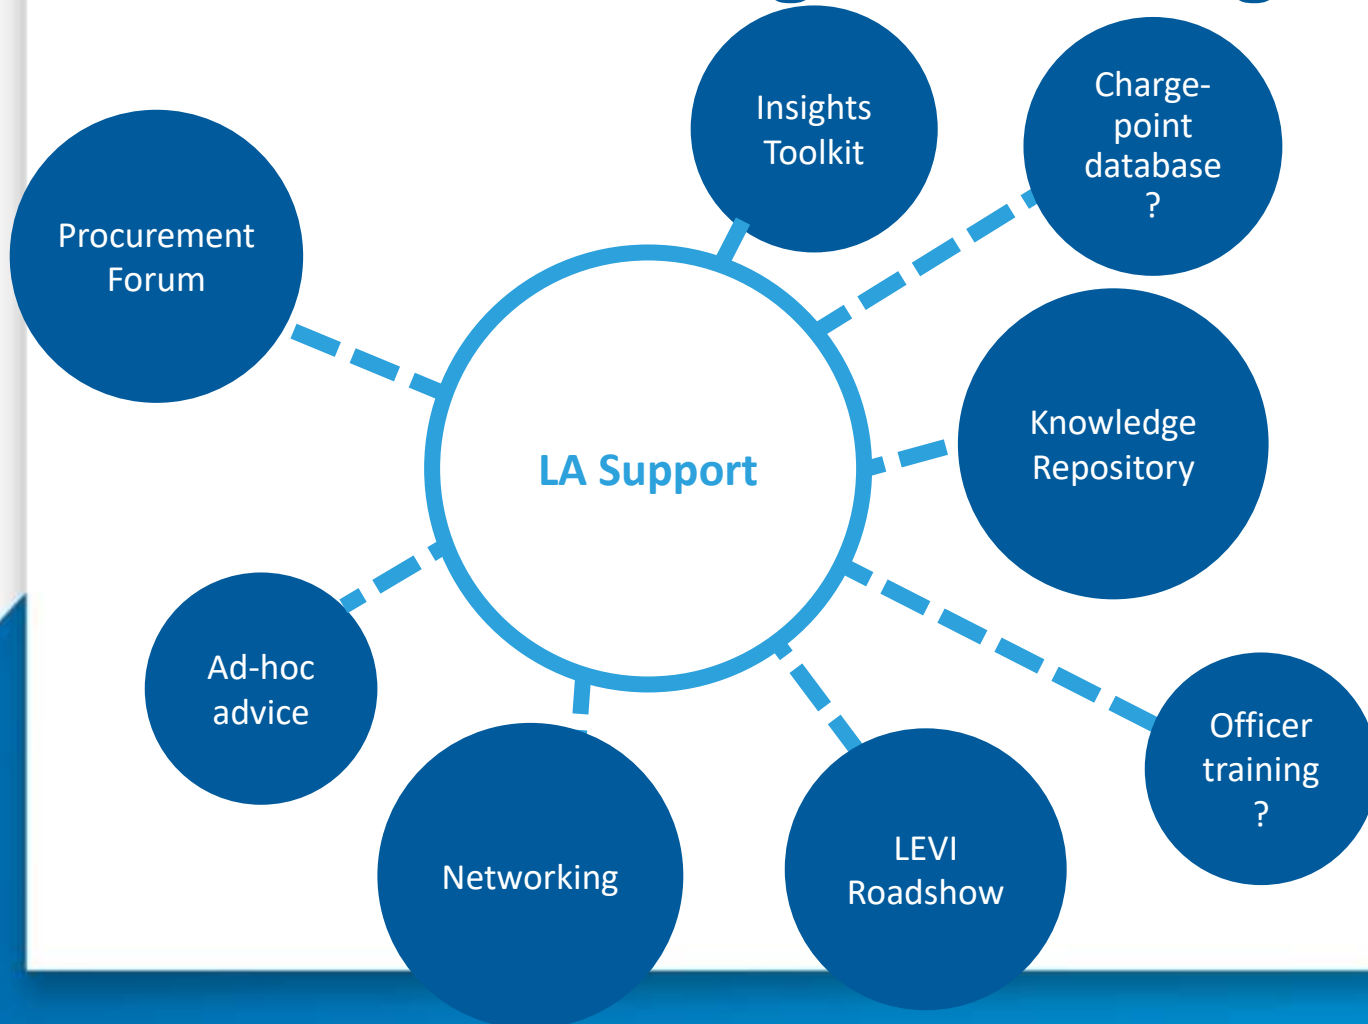 Insights
Toolkit
Charge-
point
database
?
Procurement
Forum
Knowledge
Repository
LA Support
Ad-hoc
advice
Officer
training
?
Networking
LEVI
Roadshow